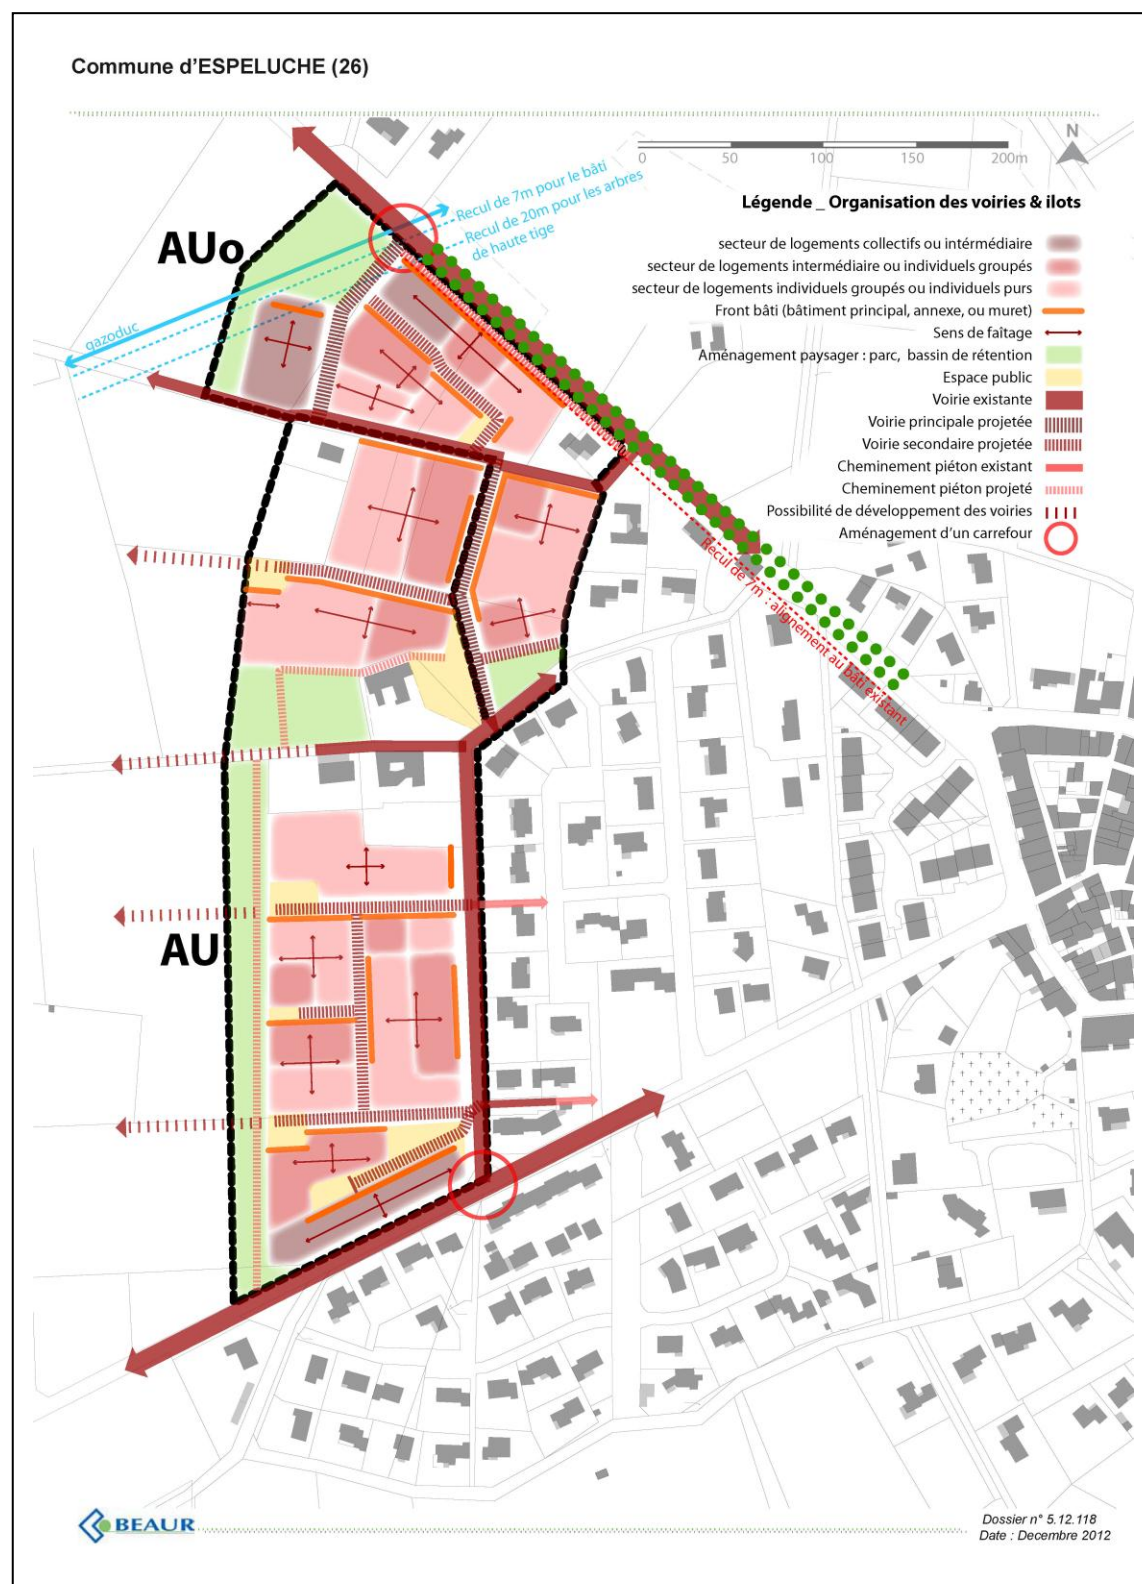 Commune d'ESPELUCHE (26)
N
0 50 100 150 200m
Recul de 7m pour le bâti
Recul de 20m pour les arbres
de haute tige
Légende _ Organisation des voiries & ilots
AUo
secteur de logements collectifs ou intérmédiaire
secteur de logements intermédiaire ou individuels groupés
secteur de logements individuels groupés ou individuels purs
Front bâti (bâtiment principal, annexe, ou muret)
Sens de faîtage
gazoduc
Aménagement paysager : parc, bassin de rétention
Espace public
Voirie existante
Voirie principale projetée
Voirie secondaire projetée
Cheminement piéton existant
Cheminement piéton projeté
Possibilité de développement des voiries
Aménagement d'un carrefour
Recul de 7m : alignement au bâti existant
AU
BEAUR
Dossier n° 5.12.118
Date : Decembre 2012